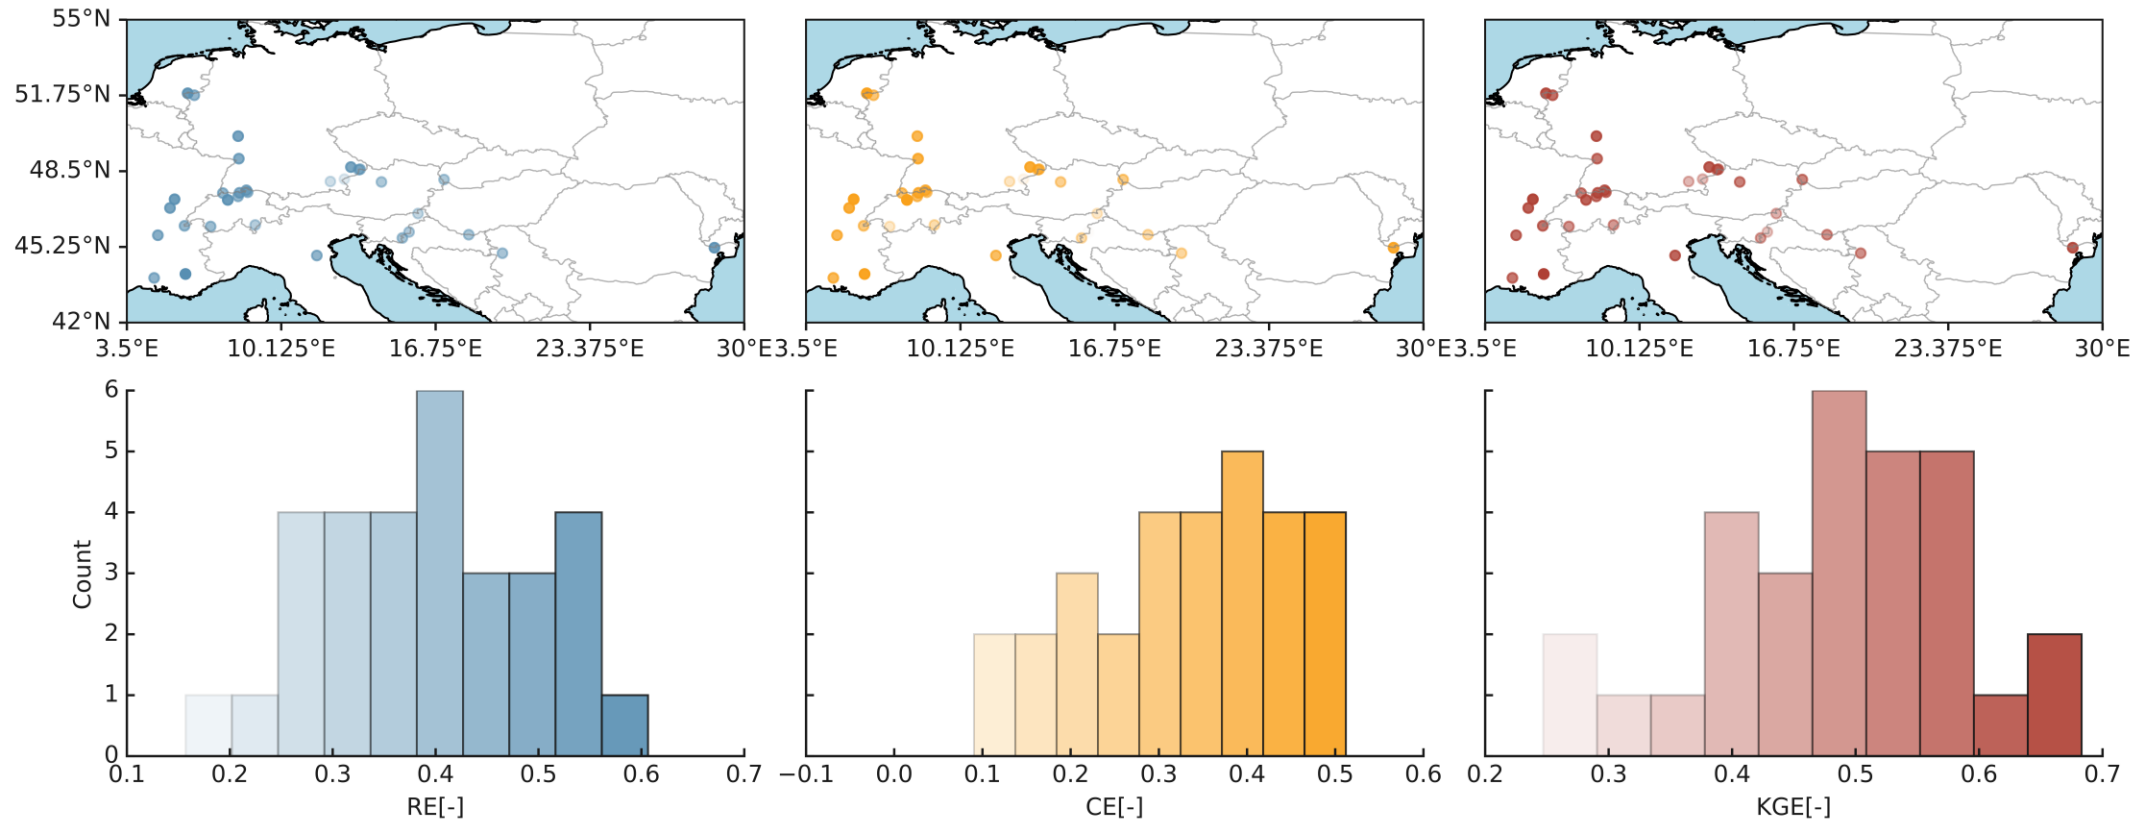 55°N
51.75°N
48.5°N
45.25°N
42°N
3.5°E 10.125°E 16.75°E 23.375°E 30°E
3.5°E 10.125°E 16.75°E 23.375°E 30°E
3.5°E 10.125°E 16.75°E 23.375°E 30°E
6
5
4
3
2
1
0
Count
0.1 0.2 0.3 0.4 0.5 0.6 0.7
RE[-]
−0.1 0.0 0.1 0.2 0.3 0.4 0.5 0.6
CE[-]
0.2 0.3 0.4 0.5 0.6 0.7
KGE[-]